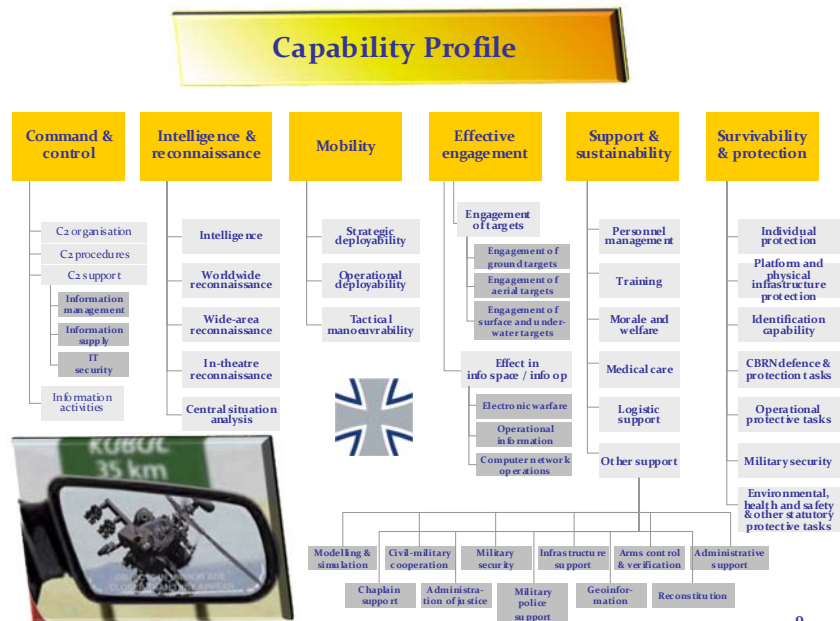 Capability Profile
Command &
control
C2 organisation
C2 procedures
C2 support
Information
management
Information
supply
IT
security
Information
activities
Intelligence &
reconnaissance
Intelligence
Worldwide
reconnaissance
Wide-area
reconnaissance
In-theatre
reconnaissance
Central situation
analysis
Mobility
Strategic
deployability
Operational
deployability
Tactical
manoeuvrability
Effective
engagement
Engagement
of targets
Engagement of
ground targets
Engagement of
aerial targets
Engagement of
surface and under-
water targets
Effect in
info space / info op
Electronic warfare
Operational
information
Computer network
operations
Support &
sustainability
Personnel
management
Training
Morale and
welfare
Medical care
Logistic
support
Other support
Survivability
& protection
Individual
protection
Platform and
physical
infrastructure
protection
Identification
capability
CBRN defence &
protection tasks
Operational
protective tasks
Military security
Environmental,
health and safety
& other statutory
protective tasks
Modelling &
simulation
Civil-military
cooperation
Military
security
Infrastructure
support
Arms control
& verification
Administrative
support
Chaplain
support
Administra-
tion of justice
Military
police
support
Geoinfor-
mation
Reconstitution
35 km
9